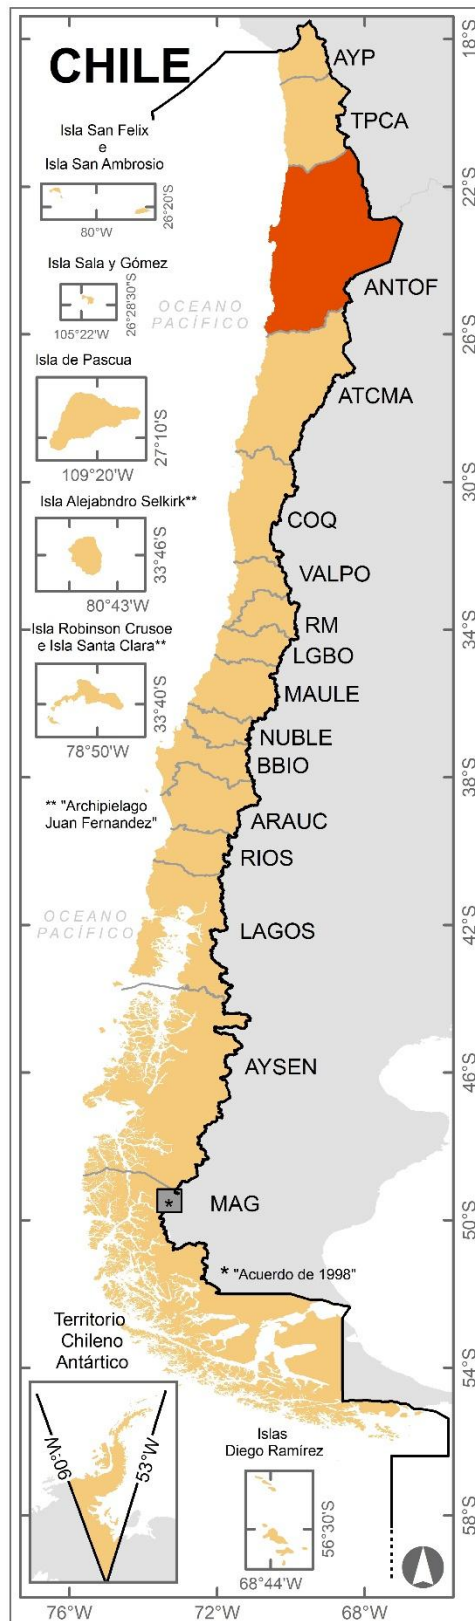 CHILE
Isla San Felix
e
Isla San Ambrosio
26°20'S
80°W
Isla Sala y Gómez
26°28'30"S
105°22'W
OCEANO
PACÍFICO
Isla de Pascua
27°10'S
109°20'W
Isla Alejabndro Selkirk**
33°46'S
80°43'W
Isla Robinson Crusoe
e Isla Santa Clara**
33°40'S
78°50'W
** "Archipielago
Juan Fernandez"
OCEANO
PACÍFICO
AYP
TPCA
ANTOF
ATCMA
COQ
VALPO
RM
LGBO
MAULE
NUBLE
BBIO
ARAUC
RIOS
LAGOS
AYSEN
MAG
*
* "Acuerdo de 1998"
Territorio
Chileno
Antártico
90°W
53°W
Islas
Diego Ramírez
56°30'S
68°44'W
18°S
22°S
26°S
30°S
34°S
38°S
42°S
46°S
50°S
54°S
58°S
76°W
72°W
68°W